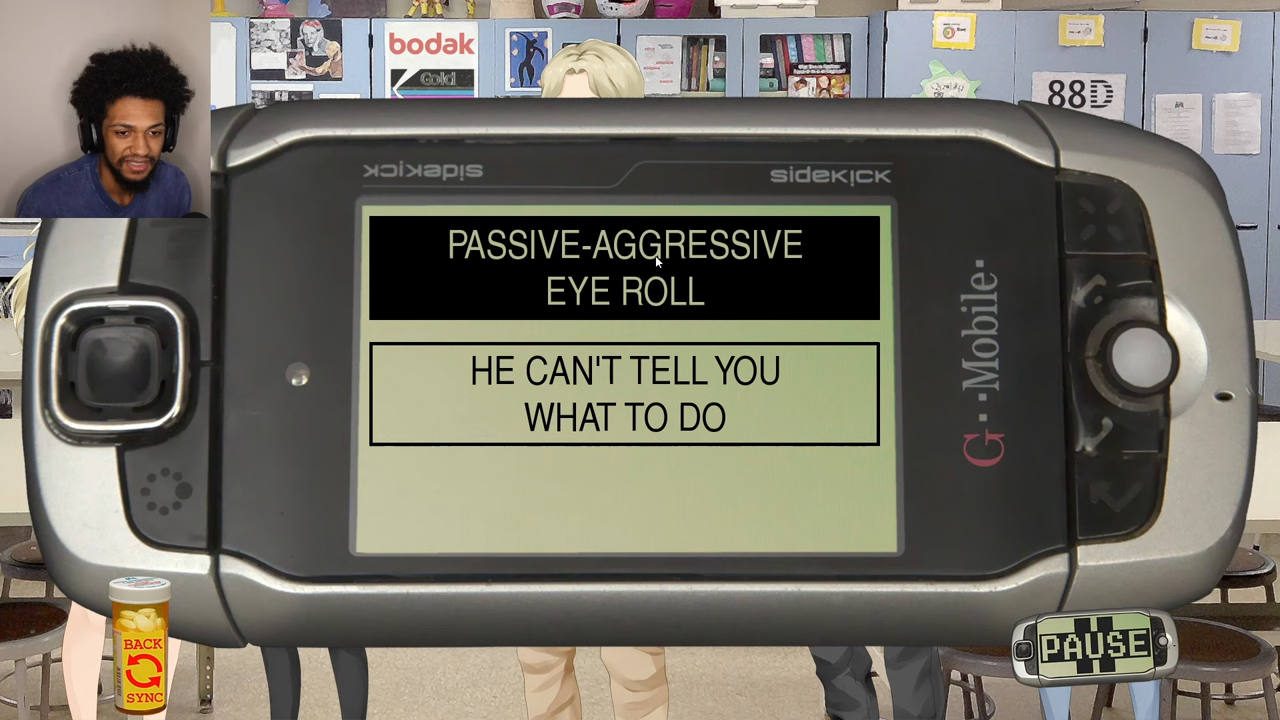 bodak
Gold
88D
sidekick
sidekick
PASSIVE-AGGRESSIVE
EYE ROLL
HE CAN'T TELL YOU
WHAT TO DO
T··Mobile·
BACK
SYNC
PAUSE